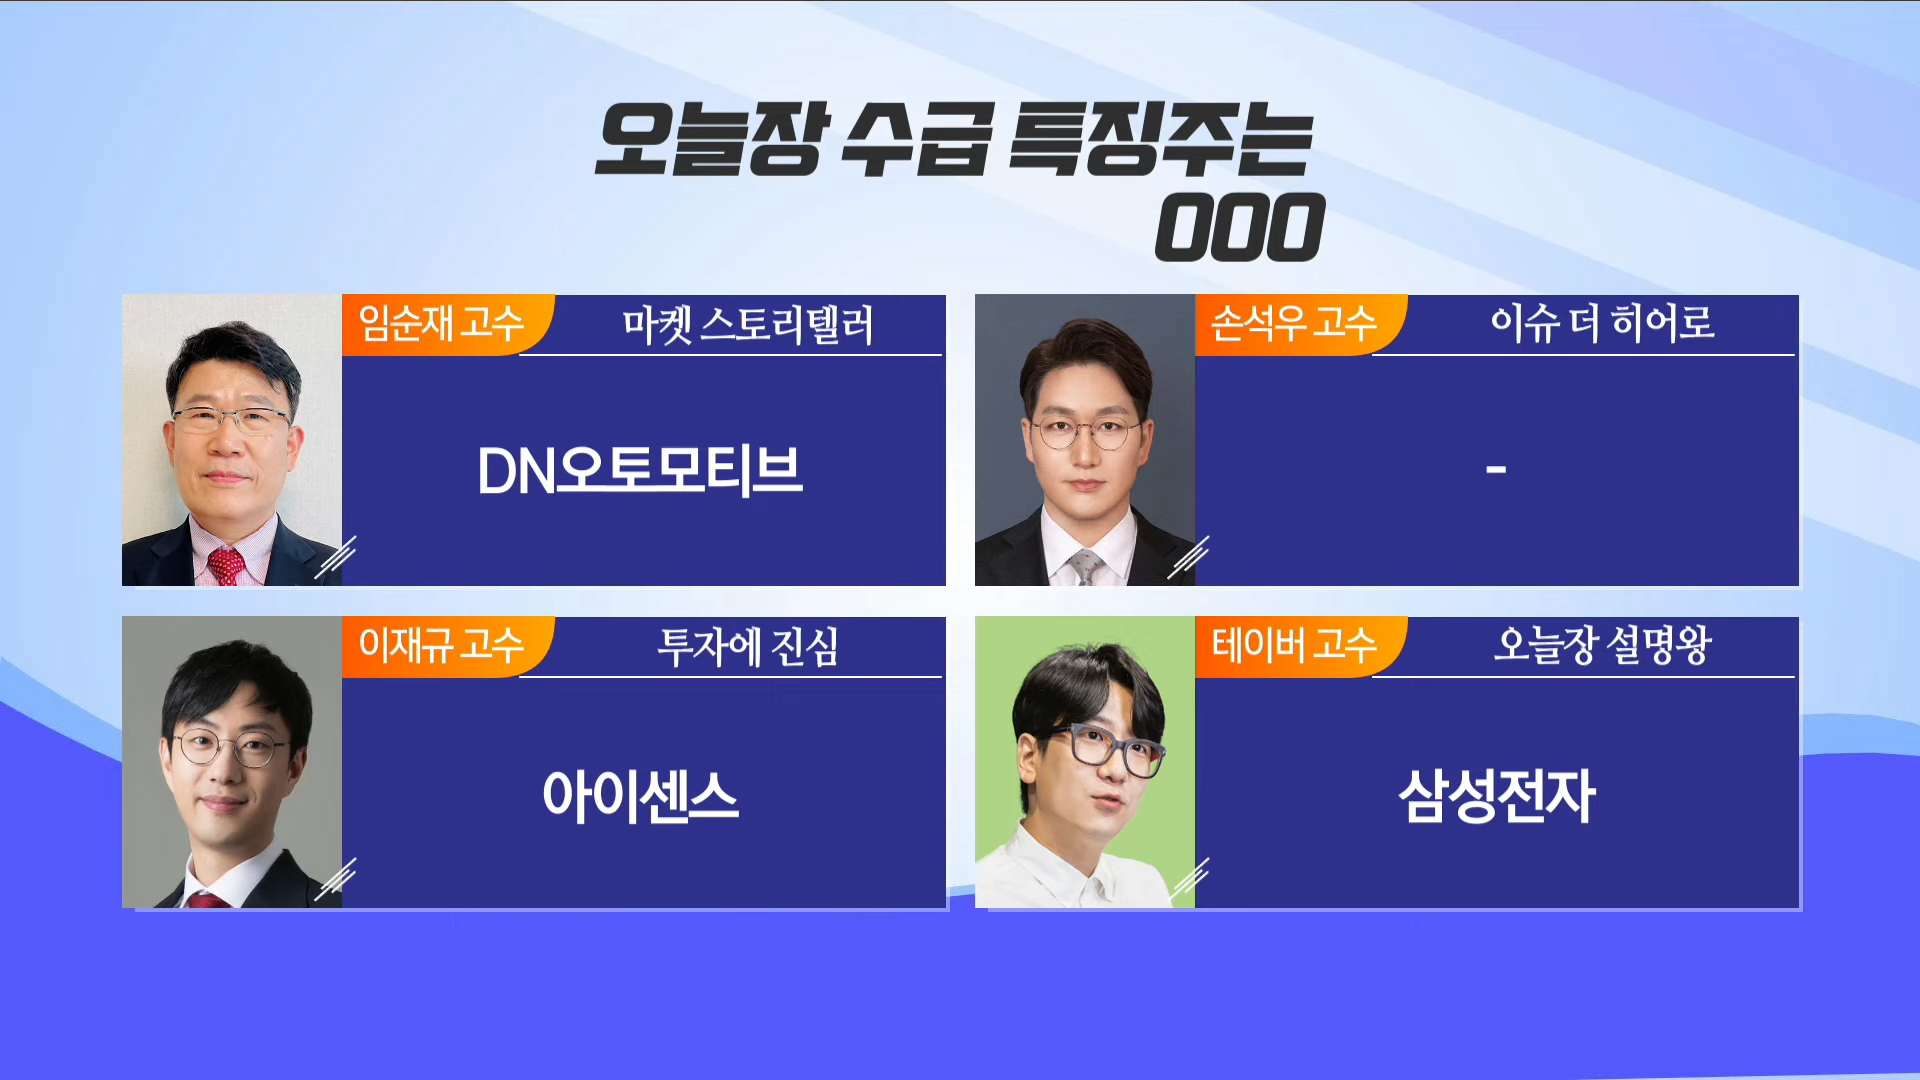 오늘장 수급 특징주는
OOO
임순재 고수
마켓 스토리텔러
DN오토모티브
손석우 고수
이슈 더 히어로
-
이재규 고수
투자에 진심
아이센스
테이버 고수
오늘장 설명왕
삼성전자